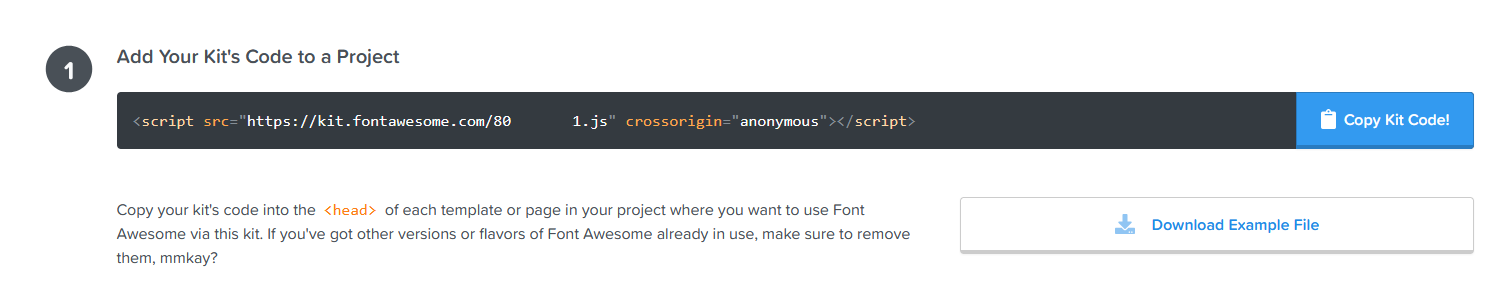 1
Add Your Kit's Code to a Project
<script src="https://kit.fontawesome.com/80 1.js" crossorigin="anonymous"></script>
Copy Kit Code!
Copy your kit's code into the <head> of each template or page in your project where you want to use Font
Awesome via this kit. If you've got other versions or flavors of Font Awesome already in use, make sure to remove
them, mmkay?
Download Example File